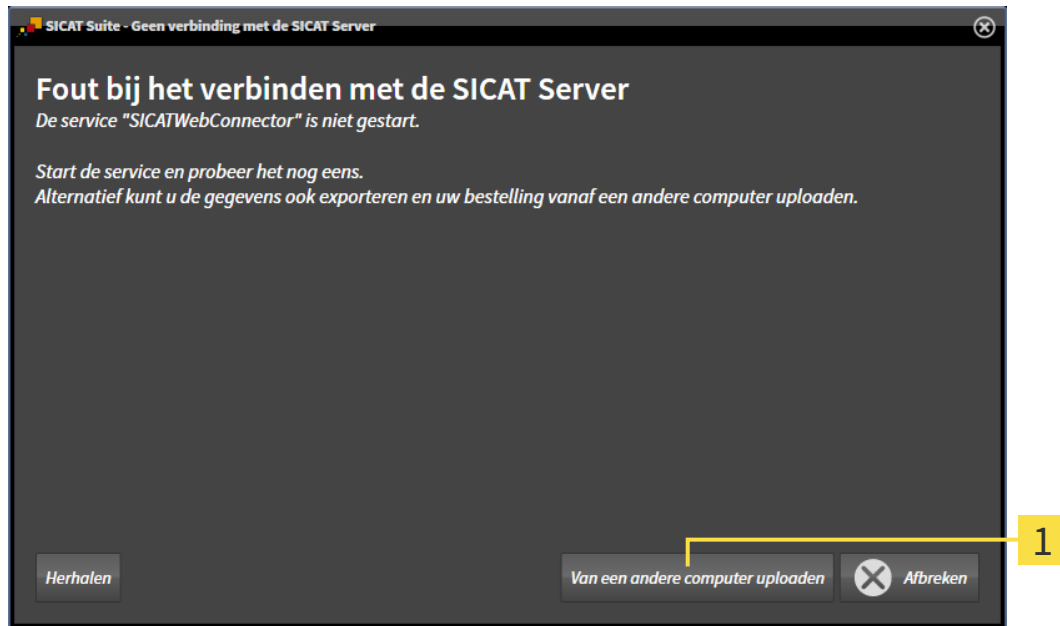 SICAT Suite - Geen verbinding met de SICAT Server
Fout bij het verbinden met de SICAT Server
De service "SICATWebConnector" is niet gestart.
Start de service en probeer het nog eens.
Alternatief kunt u de gegevens ook exporteren en uw bestelling vanaf een andere computer uploaden.
1
Herhalen
Van een andere computer uploaden
Afbreken